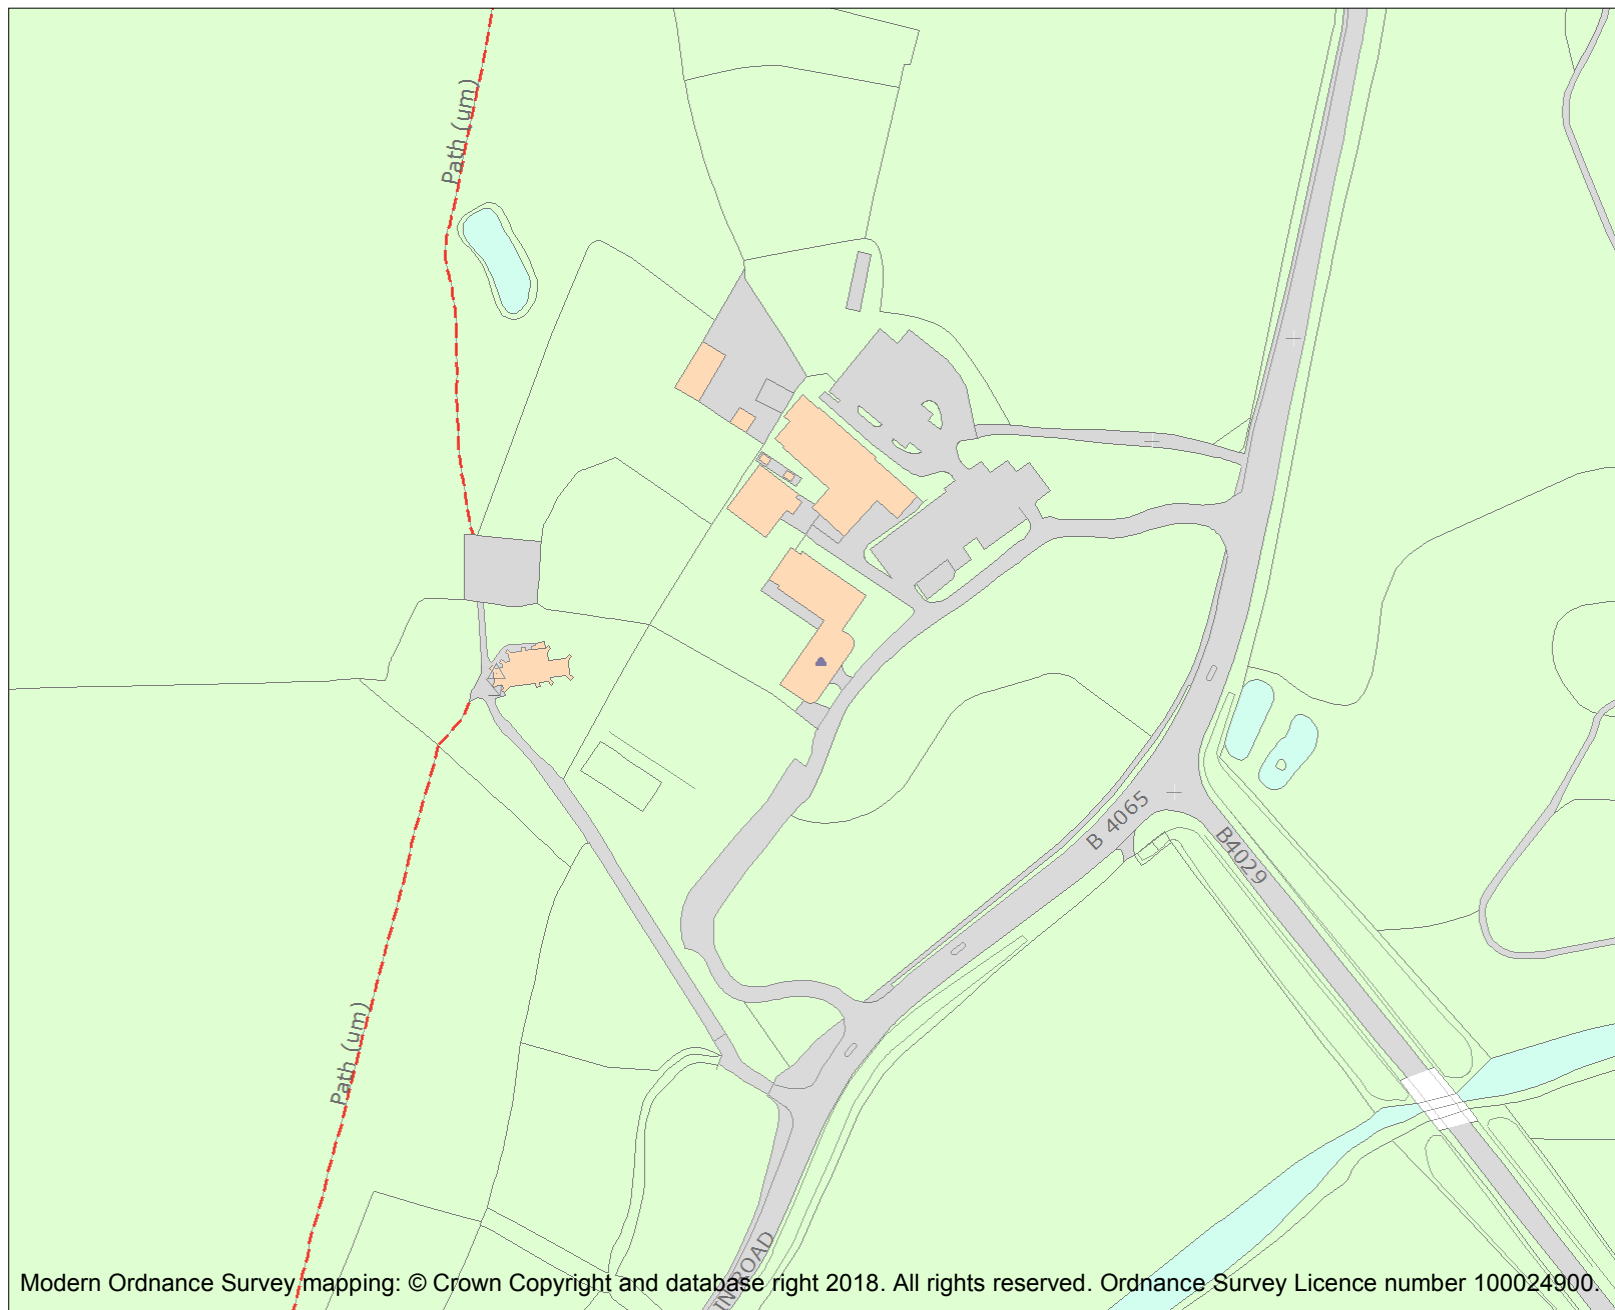 Path (um)
B 4065
B4029
Path (um)
ROAD
Modern Ordnance Survey mapping: © Crown Copyright and database right 2018. All rights reserved. Ordnance Survey Licence number 100024900.